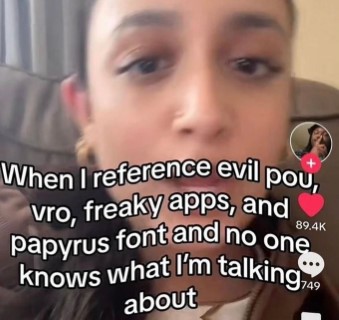 When I reference evil pou,
vro, freaky apps, and
papyrus font and no one
knows what I'm talking
about
89.4K
749